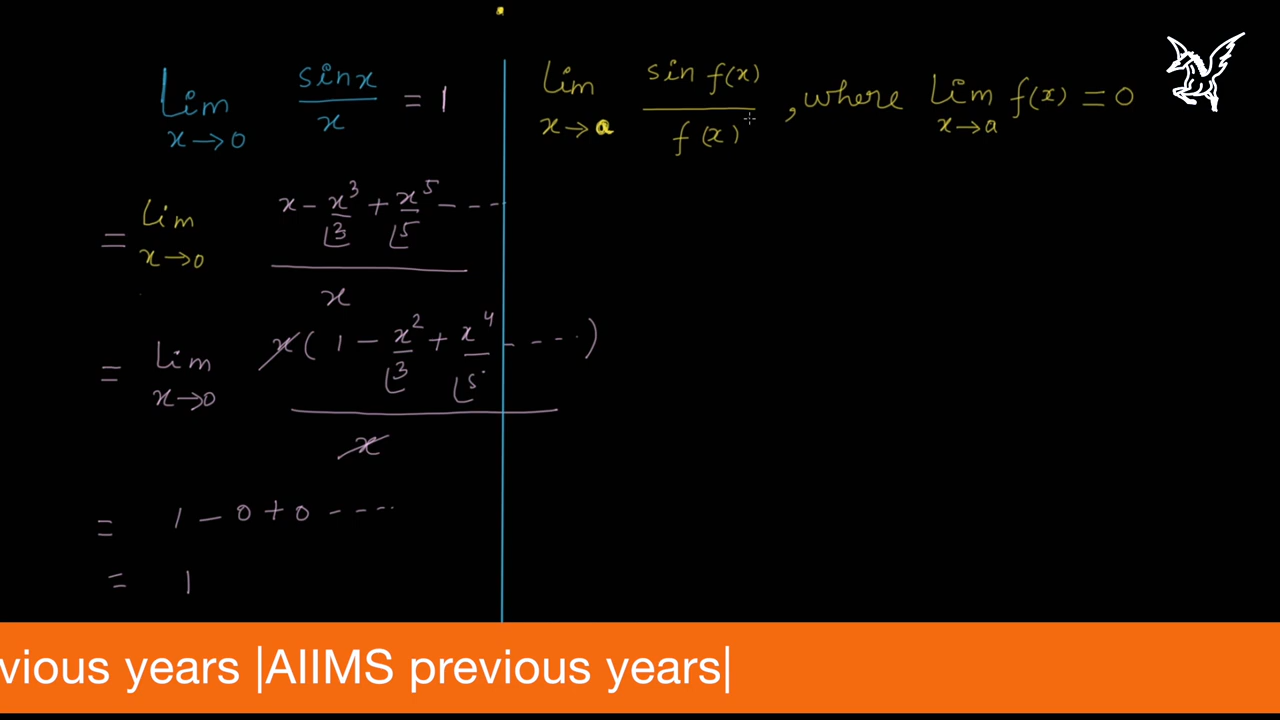 Lim x→0 sinx/x = 1
= Lim x→0 (x - x³/⌊3 + x⁵/⌊5 ----)/x
= Lim x→0 x(1 - x²/⌊3 + x⁴/⌊5 - ----)/x
= 1 - 0 + 0 ----
= 1
Lim x→a sin f(x)/f(x) , where Lim x→a f(x) = 0
vious years |AIIMS previous years|